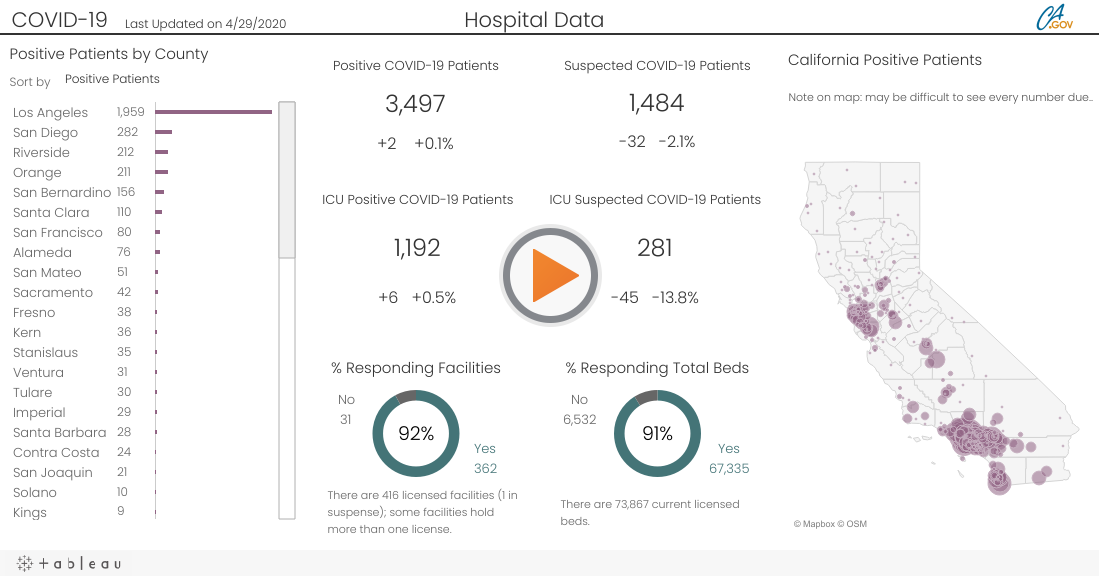 COVID-19 Last Updated on 4/29/2020
Hospital Data
CA
.GOV
Positive Patients by County
Sort by Positive Patients
Los Angeles 1,959
San Diego 282
Riverside 212
Orange 211
San Bernardino 156
Santa Clara 110
San Francisco 80
Alameda 76
San Mateo 51
Sacramento 42
Fresno 38
Kern 36
Stanislaus 35
Ventura 31
Tulare 30
Imperial 29
Santa Barbara 28
Contra Costa 24
San Joaquin 21
Solano 10
Kings 9
Positive COVID-19 Patients
3,497
+2 +0.1%
Suspected COVID-19 Patients
1,484
-32 -2.1%
ICU Positive COVID-19 Patients
1,192
+6 +0.5%
ICU Suspected COVID-19 Patients
281
-45 -13.8%
% Responding Facilities
No
31
92%
Yes
362
There are 416 licensed facilities (1 in
suspense); some facilities hold
more than one license.
% Responding Total Beds
No
6,532
91%
Yes
67,335
There are 73,867 current licensed
beds.
California Positive Patients
Note on map: may be difficult to see every number due..
© Mapbox © OSM
+ a b l e a u